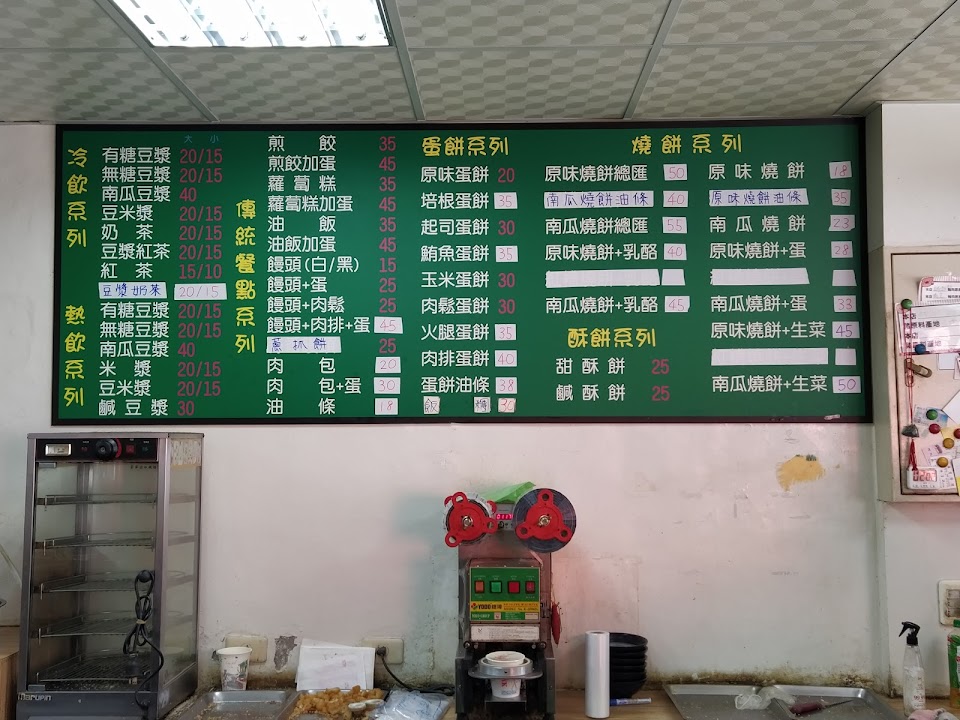 大 小
冷飲系列
有糖豆漿 20/15
無糖豆漿 20/15
南瓜豆漿 40
豆米漿 20/15
奶 茶 20/15
豆漿紅茶 20/15
紅 茶 15/10
豆漿奶茶 20/15
熱飲系列
有糖豆漿 20/15
無糖豆漿 20/15
南瓜豆漿 40
米 漿 20/15
豆米漿 20/15
鹹豆漿 30
傳統餐點系列
煎 餃 35
煎餃加蛋 45
蘿蔔糕 35
蘿蔔糕加蛋 45
油 飯 35
油飯加蛋 45
饅頭(白/黑) 15
饅頭+蛋 25
饅頭+肉鬆 25
饅頭+肉排+蛋 45
蔥抓餅 25
肉 包 20
肉 包+蛋 30
油 條 18
蛋餅系列
原味蛋餅 20
培根蛋餅 35
起司蛋餅 30
鮪魚蛋餅 35
玉米蛋餅 30
肉鬆蛋餅 30
火腿蛋餅 35
肉排蛋餅 40
蛋餅油條 38
飯 糰 30
燒餅系列
原味燒餅總匯 50
南瓜燒餅油條 40
南瓜燒餅總匯 55
原味燒餅+乳酪 40
南瓜燒餅+乳酪 45
酥餅系列
甜酥餅 25
鹹酥餅 25
原味燒餅 18
原味燒餅油條 35
南瓜燒餅 23
原味燒餅+蛋 28
南瓜燒餅+蛋 33
原味燒餅+生菜 45
南瓜燒餅+生菜 50
YODO